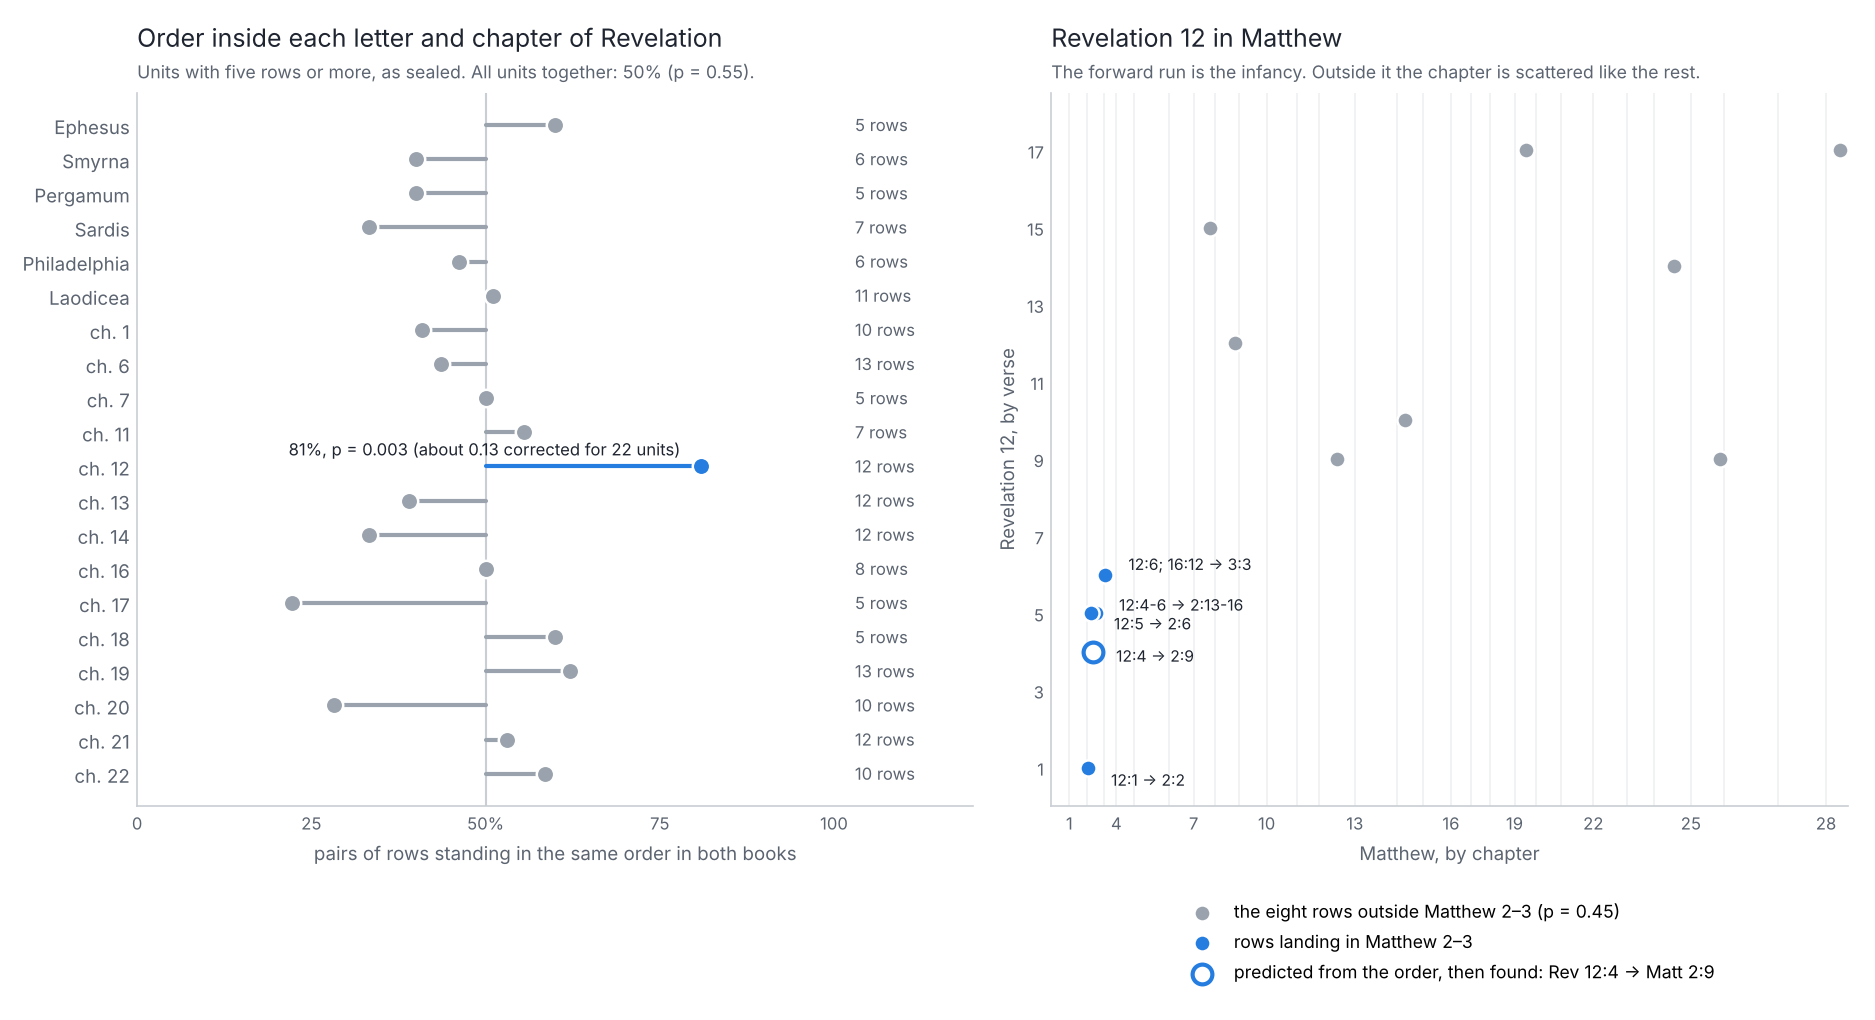 Order inside each letter and chapter of Revelation
Units with five rows or more, as sealed. All units together: 50% (p = 0.55).
Ephesus 5 rows
Smyrna 6 rows
Pergamum 5 rows
Sardis 7 rows
Philadelphia 6 rows
Laodicea 11 rows
ch. 1 10 rows
ch. 6 13 rows
ch. 7 5 rows
ch. 11 7 rows
81%, p = 0.003 (about 0.13 corrected for 22 units)
ch. 12 12 rows
ch. 13 12 rows
ch. 14 12 rows
ch. 16 8 rows
ch. 17 5 rows
ch. 18 5 rows
ch. 19 13 rows
ch. 20 10 rows
ch. 21 12 rows
ch. 22 10 rows
0 25 50% 75 100
pairs of rows standing in the same order in both books
Revelation 12 in Matthew
The forward run is the infancy. Outside it the chapter is scattered like the rest.
Revelation 12, by verse
17
15
13
11
9
7
12:6; 16:12 → 3:3
12:4-6 → 2:13-16
5
12:5 → 2:6
12:4 → 2:9
3
1
12:1 → 2:2
1 4 7 10 13 16 19 22 25 28
Matthew, by chapter
the eight rows outside Matthew 2–3 (p = 0.45)
rows landing in Matthew 2–3
predicted from the order, then found: Rev 12:4 → Matt 2:9